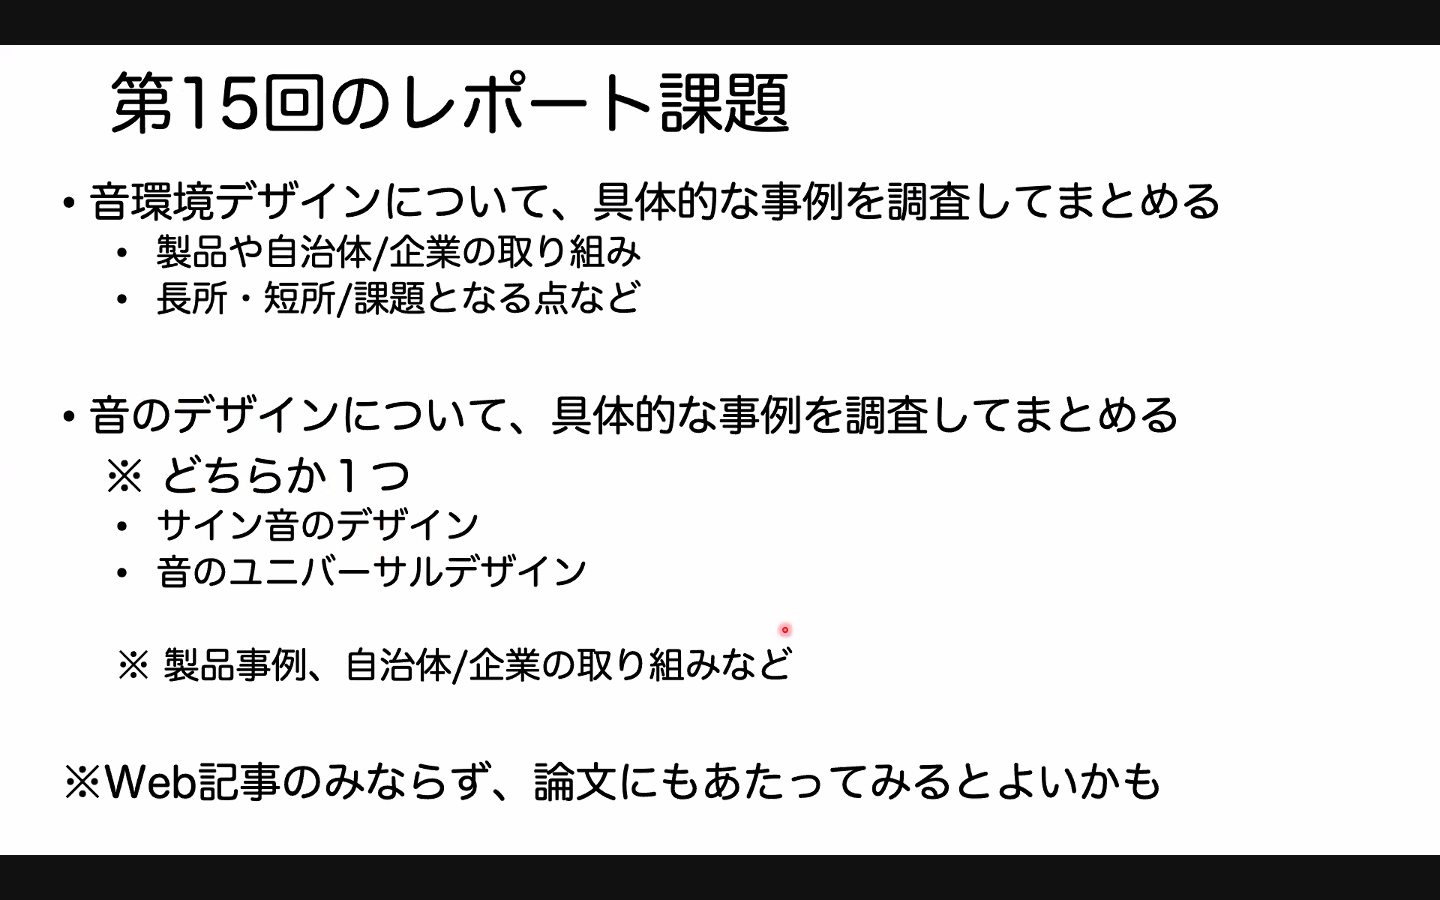 第15回のレポート課題
• 音環境デザインについて、具体的な事例を調査してまとめる
• 製品や自治体/企業の取り組み
• 長所・短所/課題となる点など
• 音のデザインについて、具体的な事例を調査してまとめる
※ どちらか１つ
• サイン音のデザイン
• 音のユニバーサルデザイン
※ 製品事例、自治体/企業の取り組みなど
※Web記事のみならず、論文にもあたってみるとよいかも